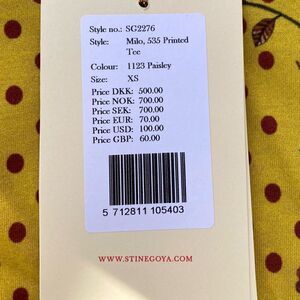 Style no.: SG2276
Style: Milo, 535 Printed
Tee
Colour: 1123 Paisley
Size: XS
Price DKK: 500.00
Price NOK: 700.00
Price SEK: 700.00
Price EUR: 70.00
Price USD: 100.00
Price GBP: 60.00
5 712811 105403
WWW.STINEGOYA.COM